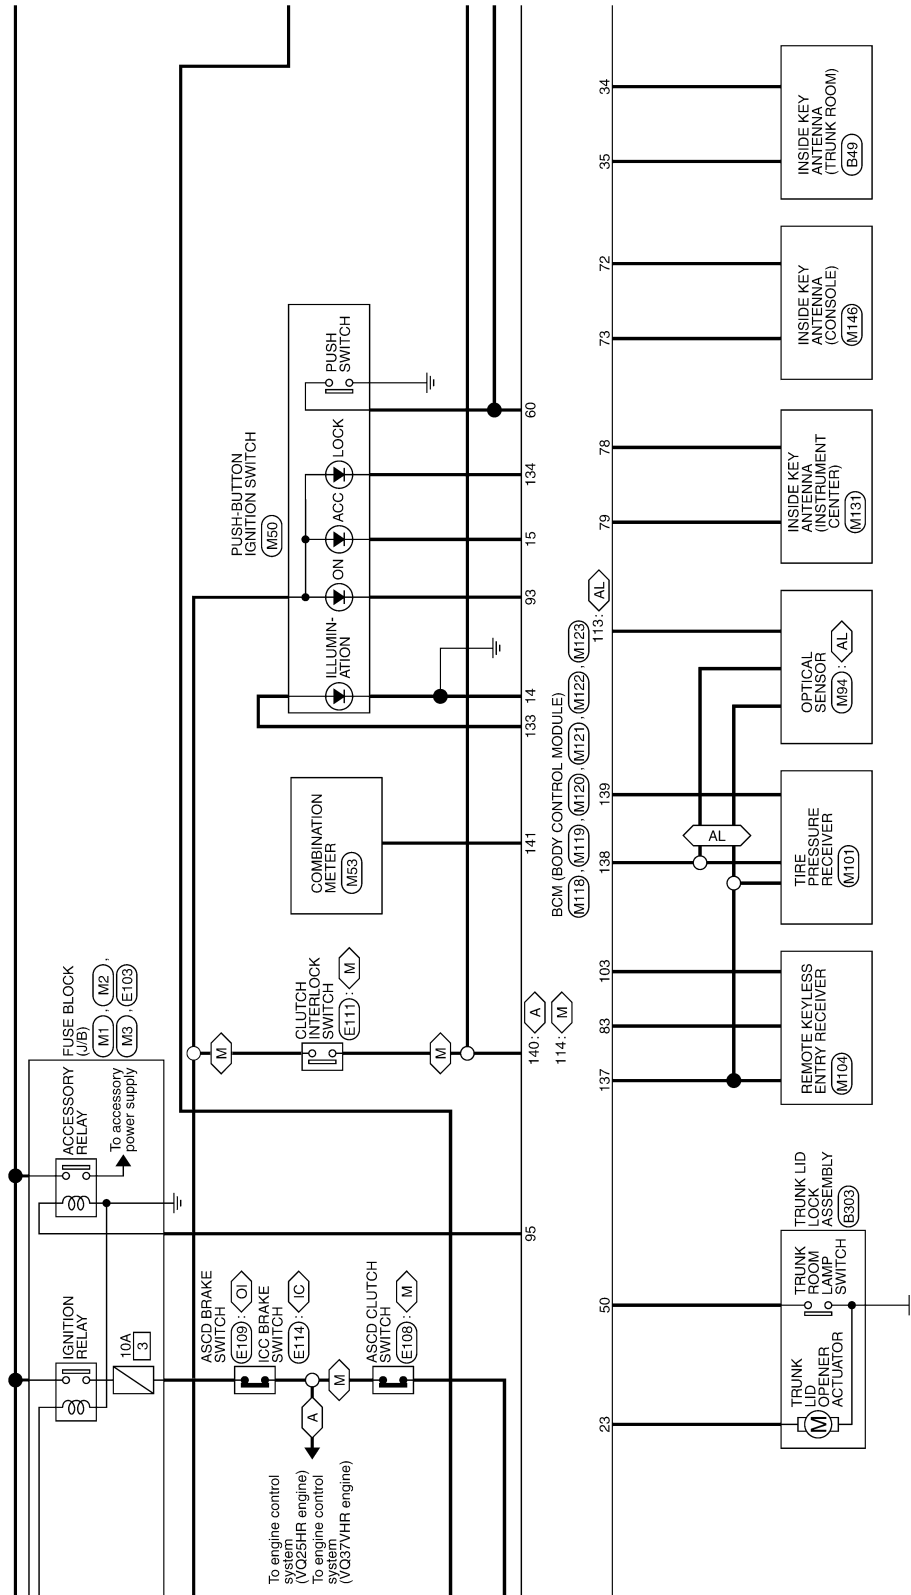 IGNITION
RELAY
10A
3
ACCESSORY
RELAY
To accessory
power supply
FUSE BLOCK
(J/B)
M1 , M2 ,
M3 , E103
ASCD BRAKE
SWITCH
E109 : OI
ICC BRAKE
SWITCH
E114 : IC
A
M
ASCD CLUTCH
SWITCH
E108 : M
To engine control
system
(VQ25HR engine)
To engine control
system
(VQ37VHR engine)
M
CLUTCH
INTERLOCK
SWITCH
E111 : M
M
COMBINATION
METER
M53
PUSH-BUTTON
IGNITION SWITCH
M50
ILLUMIN-
ATION
ON
ACC
LOCK
PUSH
SWITCH
95
140: A
114: M
141
133
14
93
15
134
60
BCM (BODY CONTROL MODULE)
M118 , M119 , M120 , M121 , M122 , M123
23
50
137
83
103
138
139
113: AL
79
78
73
72
35
34
AL
TRUNK
LID
OPENER
ACTUATOR
M
TRUNK
ROOM
LAMP
SWITCH
TRUNK LID
LOCK
ASSEMBLY
B303
REMOTE KEYLESS
ENTRY RECEIVER
M104
TIRE
PRESSURE
RECEIVER
M101
OPTICAL
SENSOR
M94 : AL
INSIDE KEY
ANTENNA
(INSTRUMENT
CENTER)
M131
INSIDE KEY
ANTENNA
(CONSOLE)
M146
INSIDE KEY
ANTENNA
(TRUNK ROOM)
B49